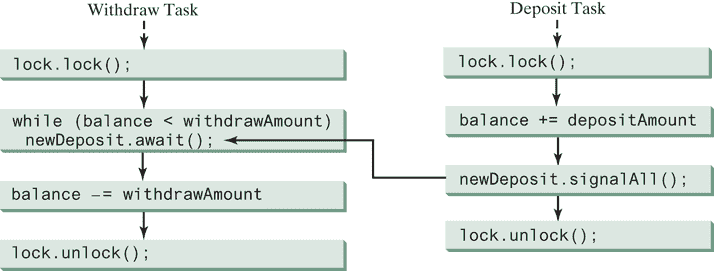 Withdraw Task
lock.lock();
while (balance < withdrawAmount)
newDeposit.await();
balance −= withdrawAmount
lock.unlock();
Deposit Task
lock.lock();
balance += depositAmount
newDeposit.signalAll();
lock.unlock();